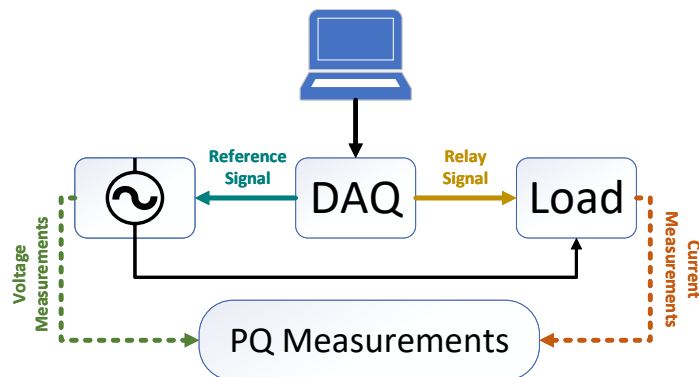 Reference
Signal
Relay
Signal
DAQ
Load
Voltage
Measurements
Current
Measurements
PQ Measurements